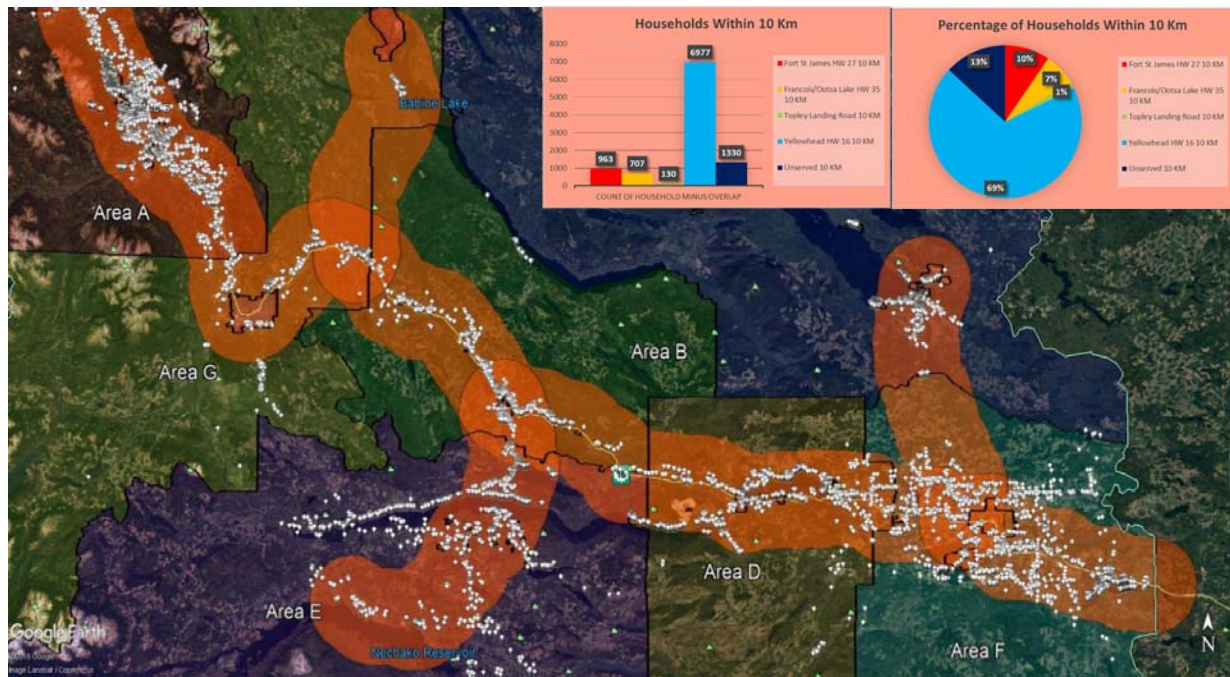 Households Within 10 Km
8000
7000
6000
5000
4000
3000
2000
1000
0
963
707
130
6977
1330
COUNT OF HOUSEHOLD MINUS OVERLAP
Fort St James HW 27 10 KM
Francois/Ootsa Lake HW 35
10 KM
Topley Landing Road 10 KM
Yellowhead HW 16 10 KM
Unserved 10 KM
Percentage of Households Within 10 Km
13%
10%
7%
1%
69%
Fort St James HW 27 10 KM
Francois/Ootsa Lake HW 35
10 KM
Topley Landing Road 10 KM
Yellowhead HW 16 10 KM
Unserved 10 KM
Babine Lake
Area A
Area B
Area G
16
Area D
Area E
Area F
Nechako Reservoir
N
Google Earth
Image Landsat / Copernicus